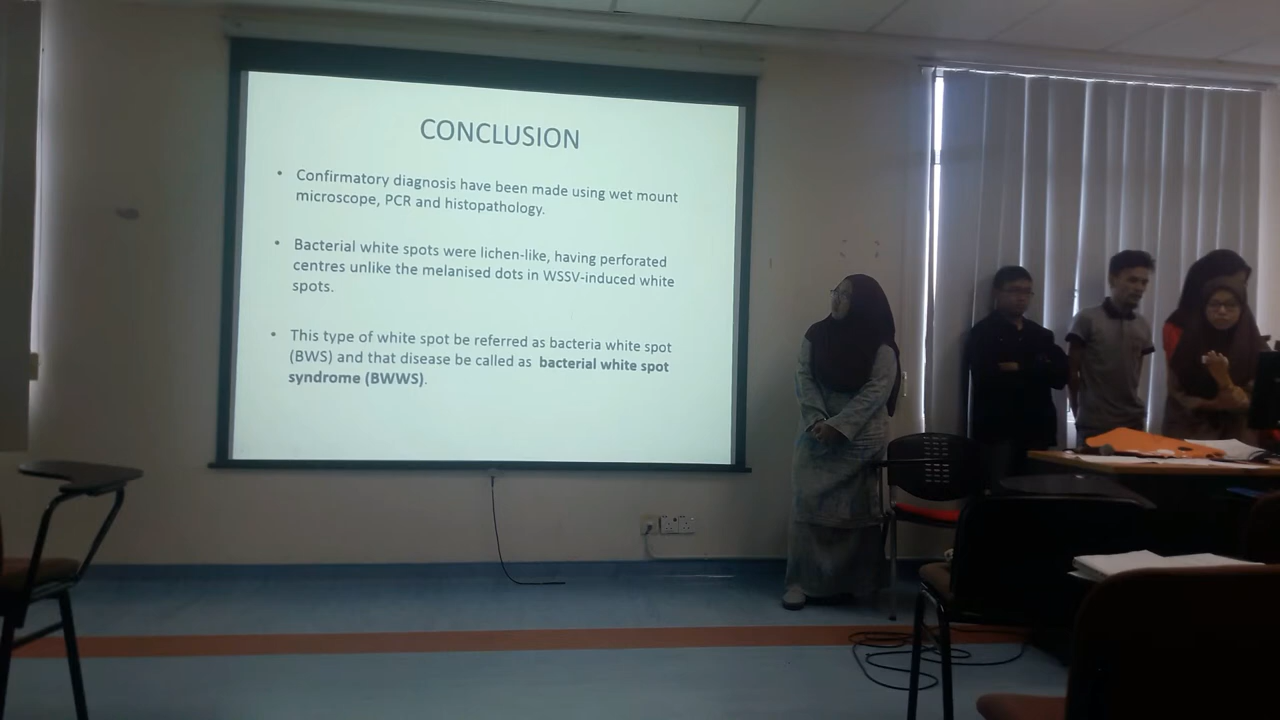 CONCLUSION
• Confirmatory diagnosis have been made using wet mount
microscope, PCR and histopathology.
• Bacterial white spots were lichen-like, having perforated
centres unlike the melanised dots in WSSV-induced white
spots.
• This type of white spot be referred as bacteria white spot
(BWS) and that disease be called as bacterial white spot
syndrome (BWWS).